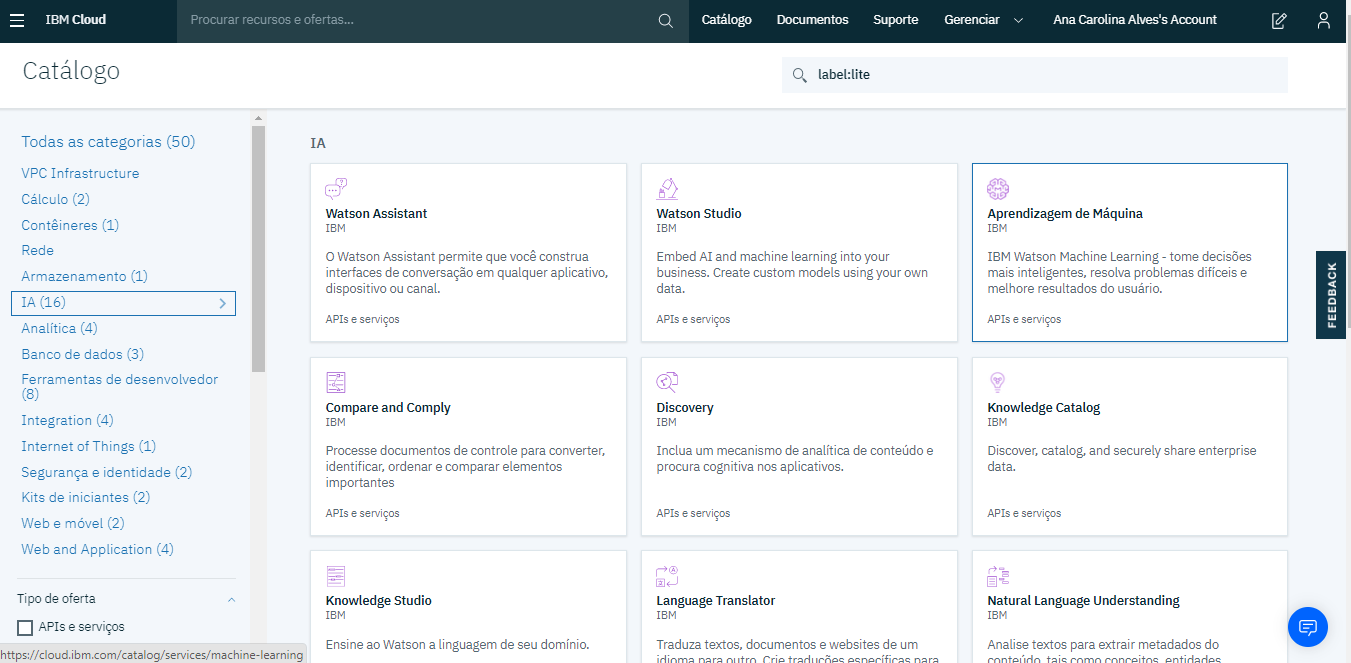 IBM Cloud
Procurar recursos e ofertas...
Catálogo
Documentos
Suporte
Gerenciar
Ana Carolina Alves's Account
Catálogo
label:lite
Todas as categorias (50)
VPC Infrastructure
Cálculo (2)
Contêineres (1)
Rede
Armazenamento (1)
IA (16)
Analítica (4)
Banco de dados (3)
Ferramentas de desenvolvedor
(8)
Integration (4)
Internet of Things (1)
Segurança e identidade (2)
Kits de iniciantes (2)
Web e móvel (2)
Web and Application (4)
Tipo de oferta
APIs e serviços
https://cloud.ibm.com/catalog/services/machine-learning
IA
Watson Assistant
IBM
O Watson Assistant permite que você construa
interfaces de conversação em qualquer aplicativo,
dispositivo ou canal.
APIs e serviços
Watson Studio
IBM
Embed AI and machine learning into your
business. Create custom models using your own
data.
APIs e serviços
Aprendizagem de Máquina
IBM
IBM Watson Machine Learning - tome decisões
mais inteligentes, resolva problemas difíceis e
melhore resultados do usuário.
APIs e serviços
Compare and Comply
IBM
Processe documentos de controle para converter,
identificar, ordenar e comparar elementos
importantes
APIs e serviços
Discovery
IBM
Inclua um mecanismo de analítica de conteúdo e
procura cognitiva nos aplicativos.
APIs e serviços
Knowledge Catalog
IBM
Discover, catalog, and securely share enterprise
data.
APIs e serviços
Knowledge Studio
IBM
Ensine ao Watson a linguagem de seu domínio.
Language Translator
IBM
Traduza textos, documentos e websites de um
idioma para outro. Crie traduções específicas para
Natural Language Understanding
IBM
Analise textos para extrair metadados do
conteúdo, tais como conceitos, entidades,
FEEDBACK